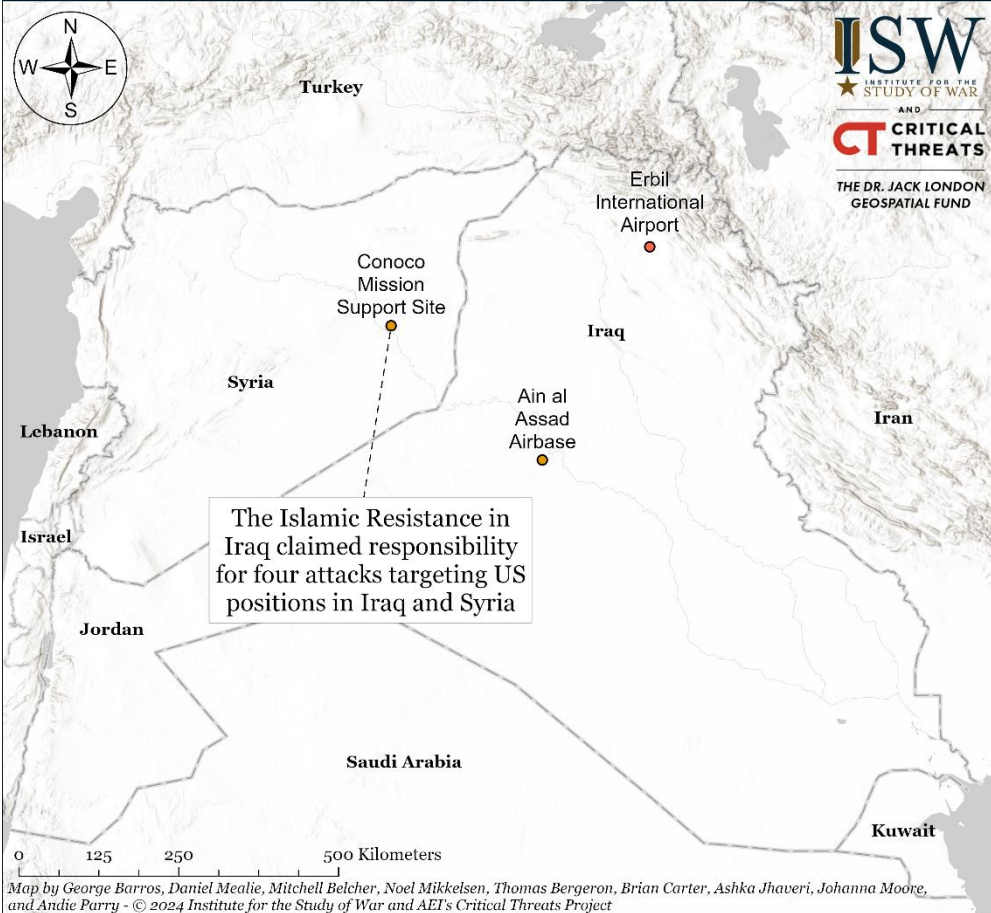 N
W
E
S
ISW
INSTITUTE FOR THE
STUDY OF WAR
AND
CT CRITICAL
THREATS
THE DR. JACK LONDON
GEOSPATIAL FUND
Turkey
Erbil
International
Airport
Conoco
Mission
Support Site
Iraq
Syria
Ain al
Assad
Airbase
Iran
Lebanon
The Islamic Resistance in
Iraq claimed responsibility
for four attacks targeting US
positions in Iraq and Syria
Israel
Jordan
Saudi Arabia
Kuwait
0 125 250 500 Kilometers
Map by George Barros, Daniel Mealie, Mitchell Belcher, Noel Mikkelsen, Thomas Bergeron, Brian Carter, Ashka Jhaveri, Johanna Moore,
and Andie Parry - © 2024 Institute for the Study of War and AEI's Critical Threats Project